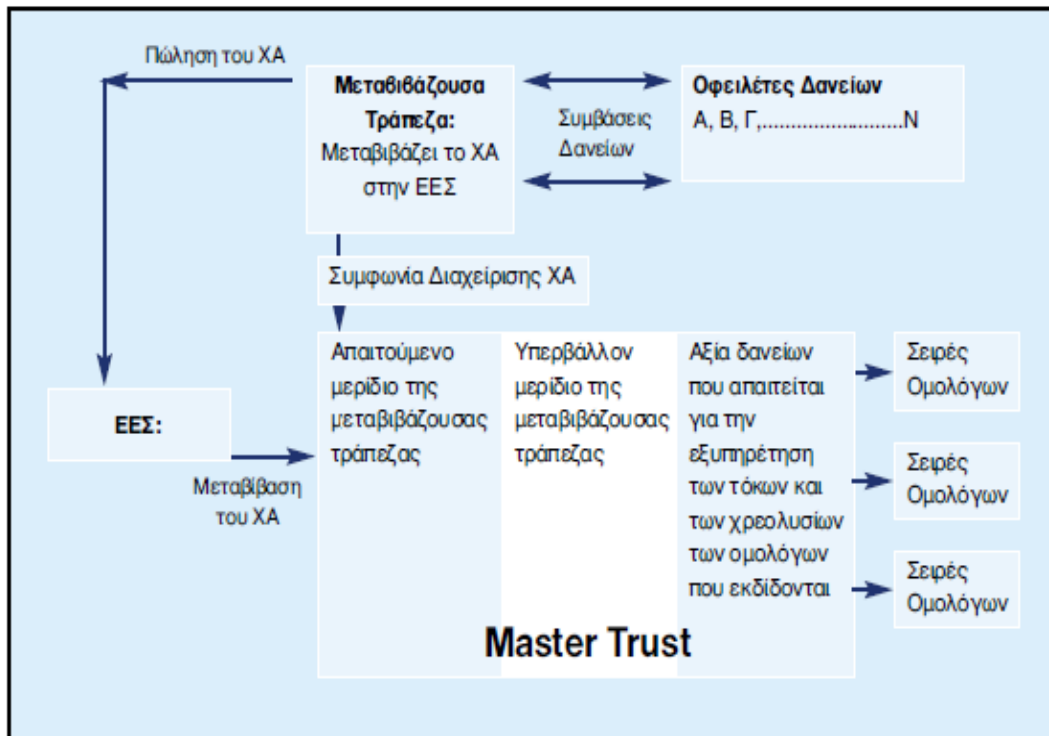 Πώληση του ΧΑ
Μεταβιβάζουσα
Τράπεζα:
Μεταβιβάζει το ΧΑ
στην ΕΕΣ
Συμβάσεις
Δανείων
Οφειλέτες Δανείων
Α, Β, Γ,............................Ν
Συμφωνία Διαχείρισης ΧΑ
ΕΕΣ:
Μεταβίβαση
του ΧΑ
Απαιτούμενο
μερίδιο της
μεταβιβάζουσας
τράπεζας
Υπερβάλλον
μερίδιο της
μεταβιβάζουσας
τράπεζας
Αξία δανείων
που απαιτείται
για την
εξυπηρέτηση
των τόκων και
των χρεολυσίων
των ομολόγων
που εκδίδονται
Σειρές
Ομολόγων
Σειρές
Ομολόγων
Σειρές
Ομολόγων
Master Trust